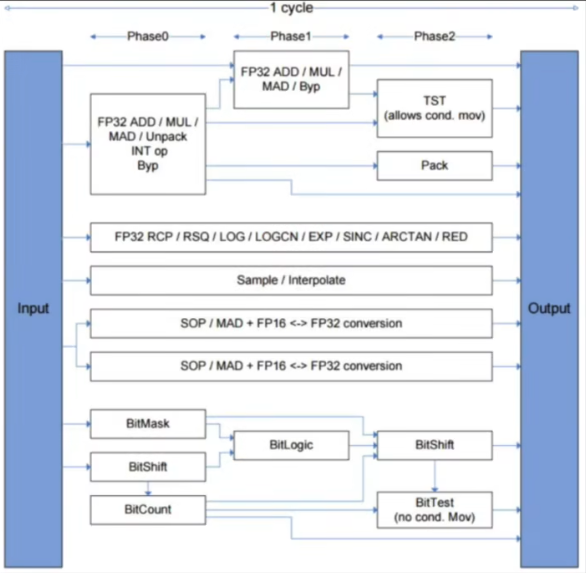 1 cycle
Phase0
Phase1
Phase2
FP32 ADD / MUL /
MAD / Byp
FP32 ADD / MUL /
MAD / Unpack
INT op
Byp
TST
(allows cond. mov)
Pack
FP32 RCP / RSQ / LOG / LOGCN / EXP / SINC / ARCTAN / RED
Sample / Interpolate
Input
Output
SOP / MAD + FP16 <-> FP32 conversion
SOP / MAD + FP16 <-> FP32 conversion
BitMask
BitLogic
BitShift
BitShift
BitCount
BitTest
(no cond. Mov)